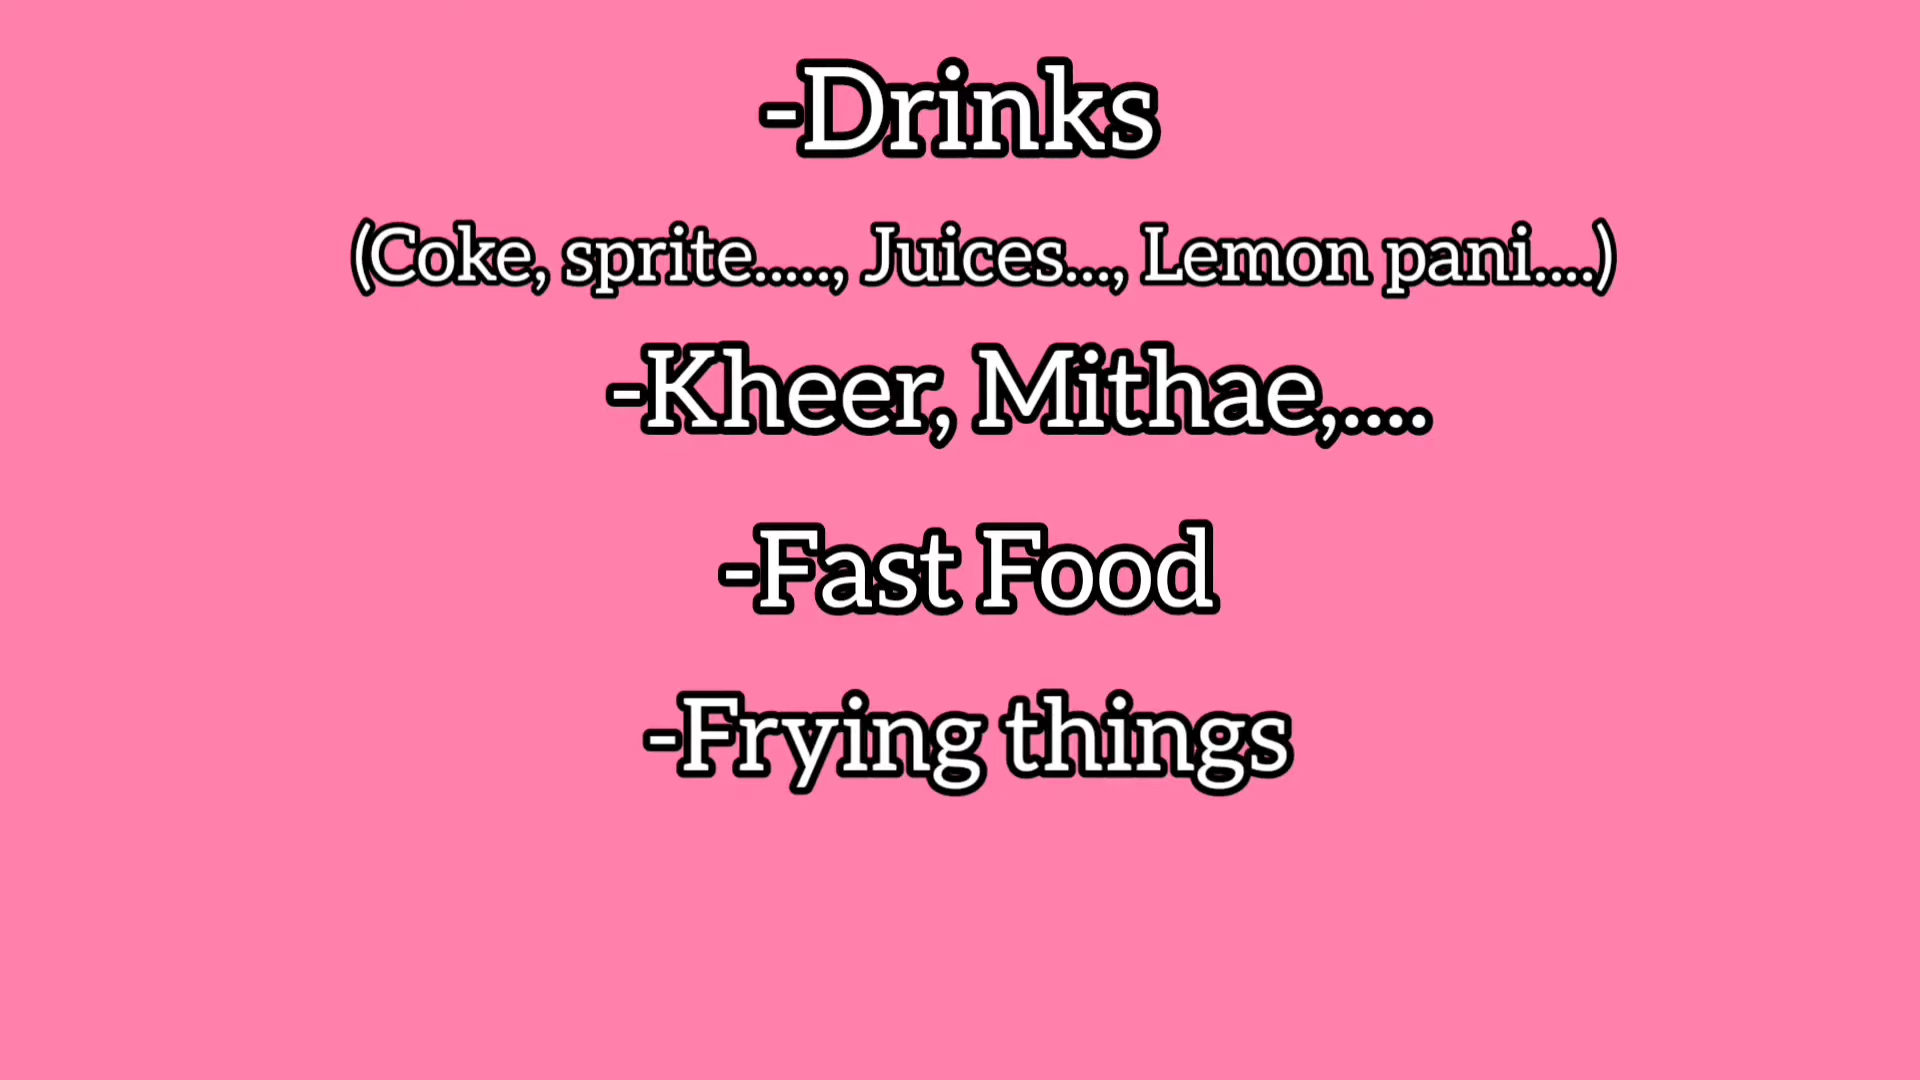 -Drinks
(Coke, sprite....., Juices..., Lemon pani....)
-Kheer, Mithae,....
-Fast Food
-Frying things